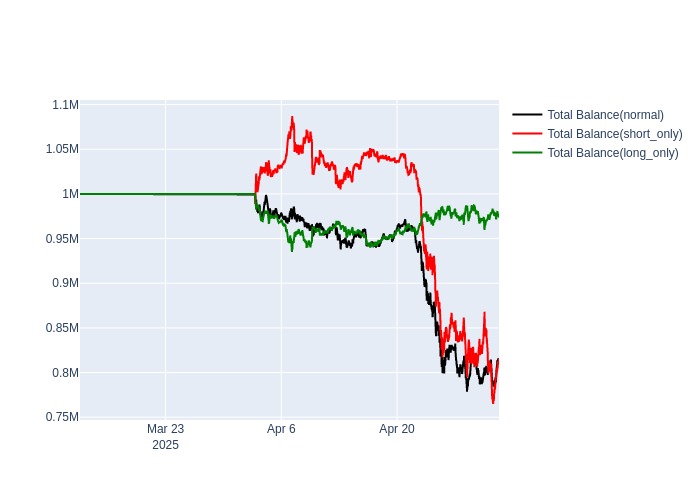 1.1M
1.05M
1M
0.95M
0.9M
0.85M
0.8M
0.75M
Mar 23
2025
Apr 6
Apr 20
Total Balance(normal)
Total Balance(short_only)
Total Balance(long_only)